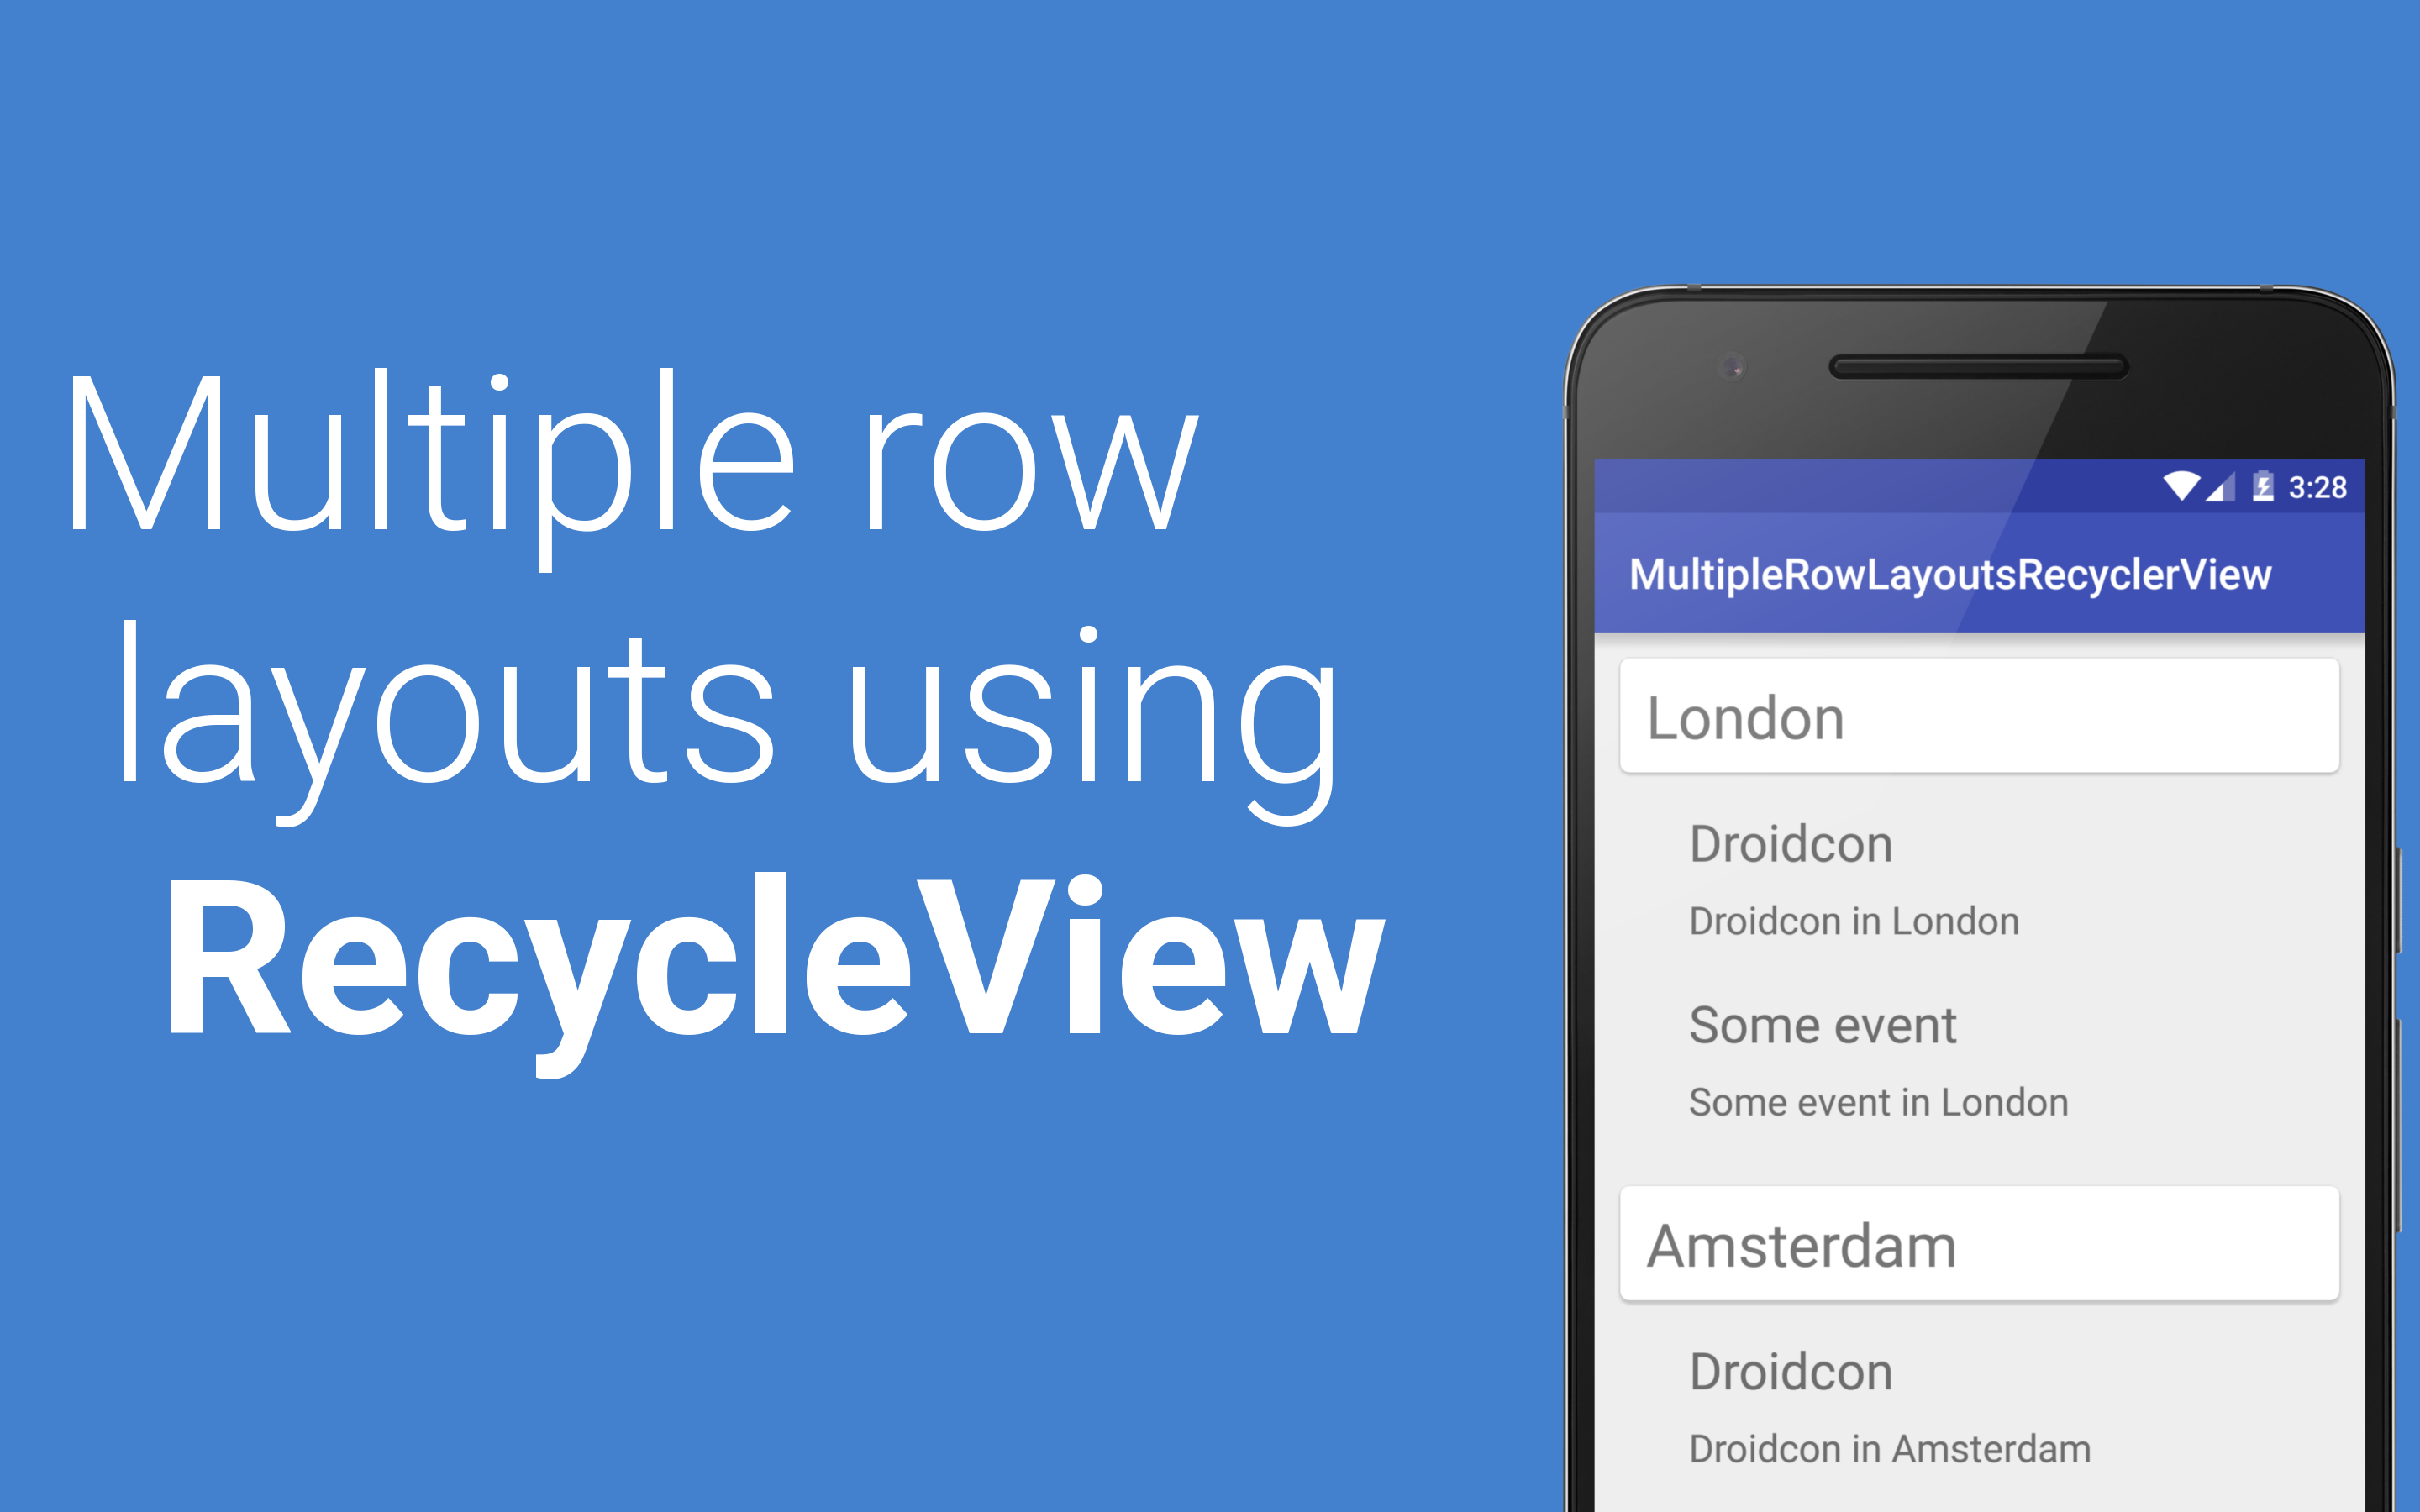 Multiple row
layouts using
RecycleView
3:28
MultipleRowLayoutsRecyclerView
London
Droidcon
Droidcon in London
Some event
Some event in London
Amsterdam
Droidcon
Droidcon in Amsterdam